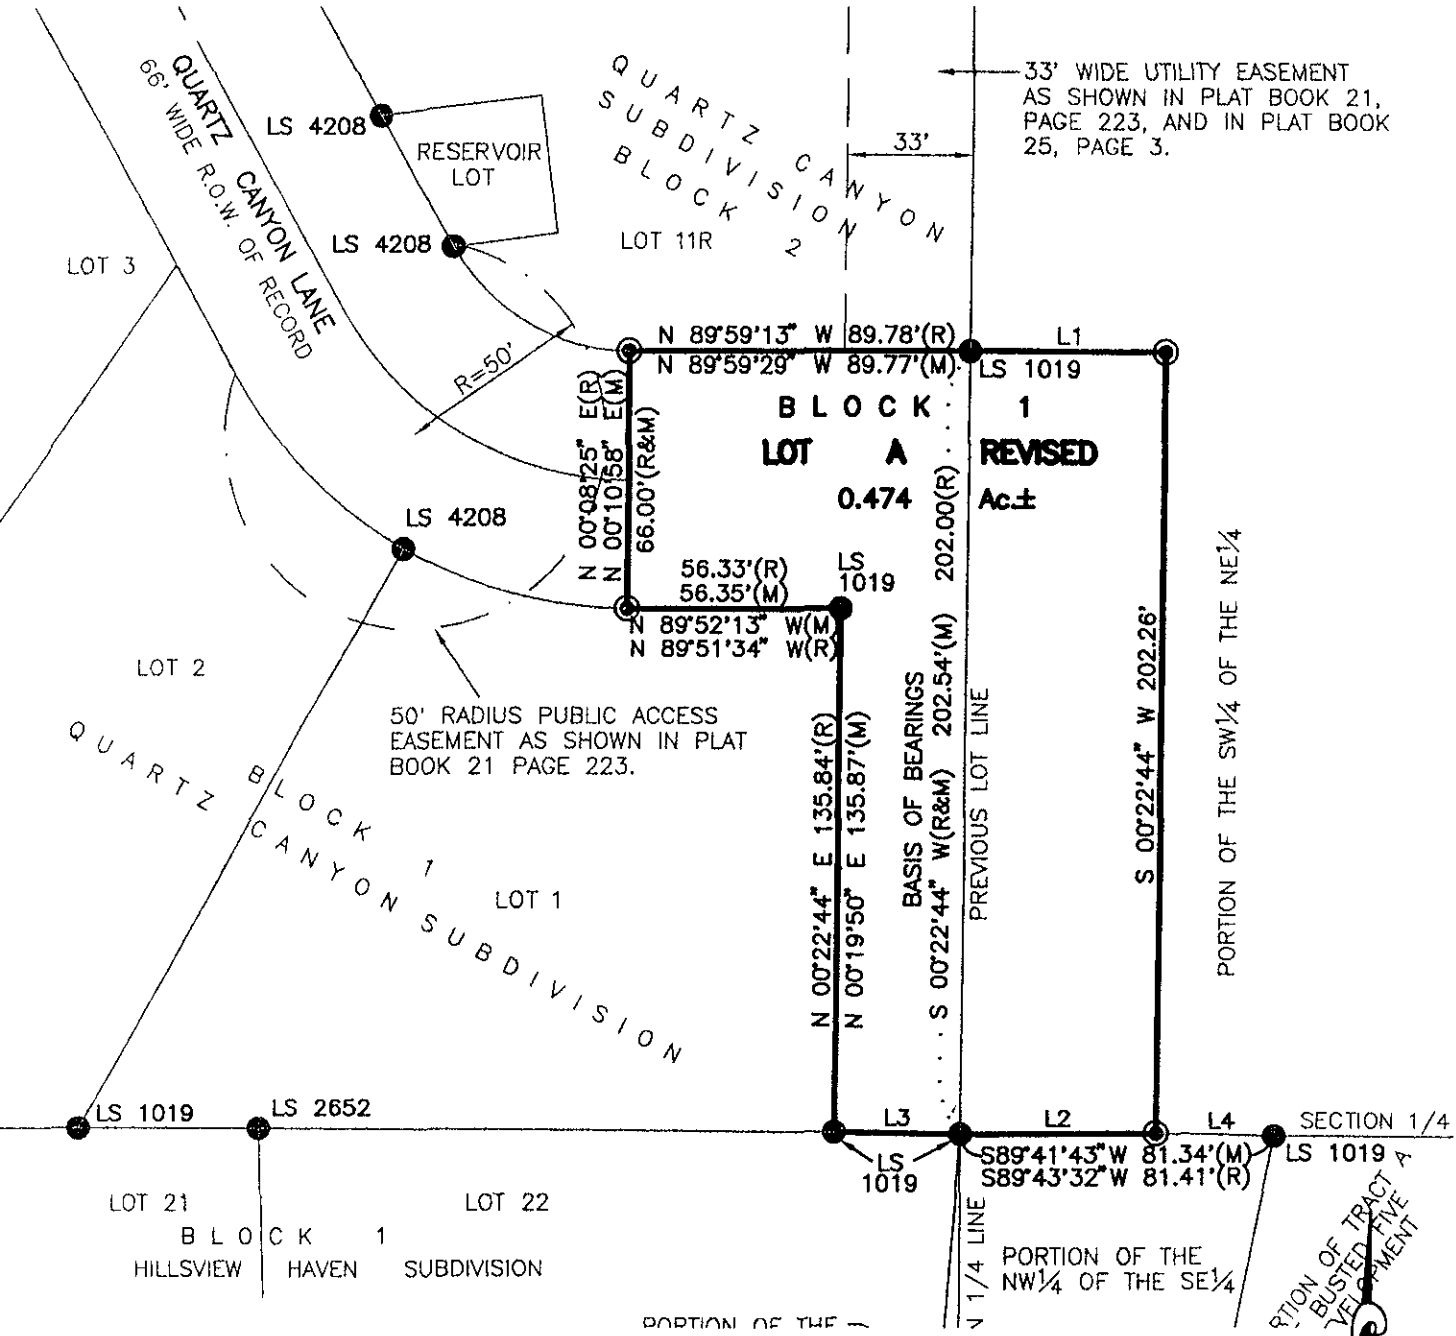 QUARTZ CANYON LANE
66' WIDE R.O.W. OF RECORD
LS 4208
RESERVOIR
LOT
LS 4208
QUARTZ CANYON
SUBDIVISION
BLOCK 2
LOT 11R
33'
33' WIDE UTILITY EASEMENT
AS SHOWN IN PLAT BOOK 21,
PAGE 223, AND IN PLAT BOOK
25, PAGE 3.
LOT 3
R=50'
N 89°59'13" W 89.78'(R)
N 89°59'29" W 89.77'(M)
L1
LS 1019
BLOCK 1
LOT A REVISED
0.474 Ac.±
N 00°08'25" E(R)
N 00°10'58" E(M)
66.00'(R&M)
LS 4208
56.33'(R)
56.35'(M)
LS
1019
N 89°52'13" W(M)
N 89°51'34" W(R)
LOT 2
50' RADIUS PUBLIC ACCESS
EASEMENT AS SHOWN IN PLAT
BOOK 21 PAGE 223.
BLOCK 1
QUARTZ CANYON SUBDIVISION
LOT 1
N 00°22'44" E 135.84'(R)
N 00°19'50" E 135.87'(M)
BASIS OF BEARINGS
S 00°22'44" W(R&M) 202.54'(M) 202.00(R)
PREVIOUS LOT LINE
S 00°22'44" W 202.26'
PORTION OF THE SW¼ OF THE NE¼
LS 1019
LS 2652
L3
L2
L4
SECTION 1/4
LS
1019
S89°41'43"W 81.34'(M)
S89°43'32"W 81.41'(R)
LS 1019
LOT 21
LOT 22
BLOCK 1
HILLSVIEW HAVEN SUBDIVISION
N 1/4 LINE
PORTION OF THE
NW¼ OF THE SE¼
RTION OF TRACT A
BUSTED FIVE
VELOPMENT
PORTION OF THE